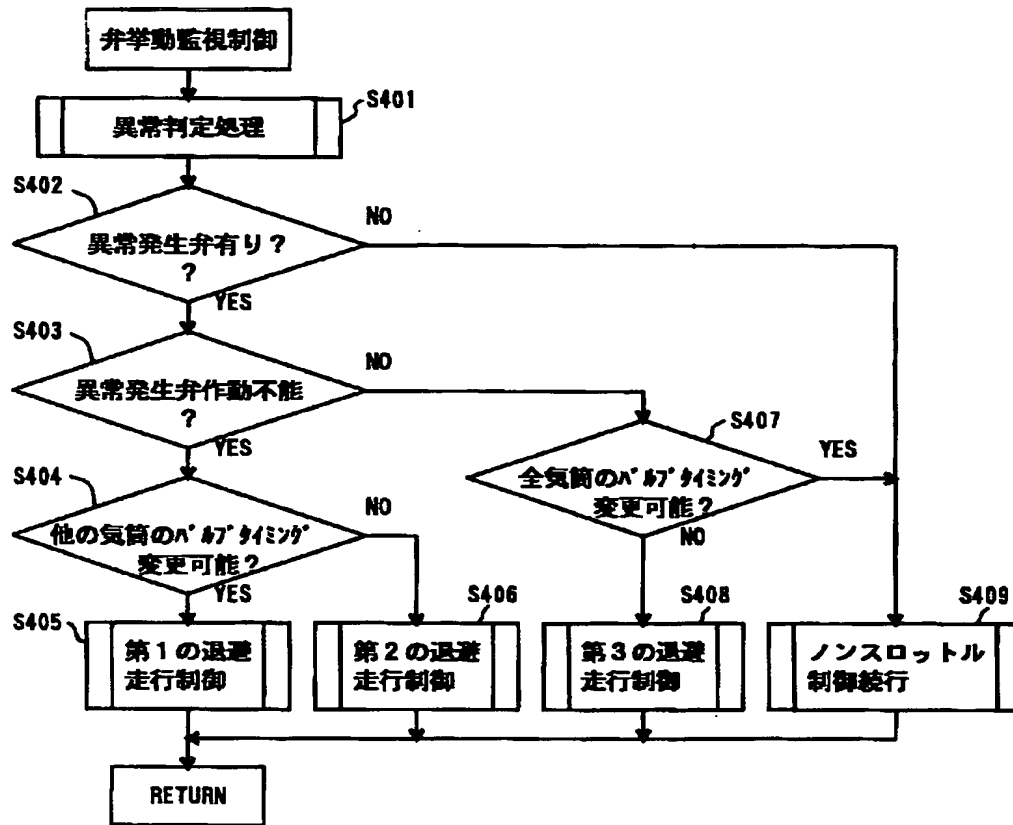 弁挙動監視制御
S401
異常判定処理
S402
NO
異常発生弁有り?
?
YES
S403
NO
異常発生弁作動不能
?
YES
S407
YES
全気筒のバルブタイミング
変更可能?
NO
S404
NO
他の気筒のバルブタイミング
変更可能?
YES
S405
第1の退避
走行制御
S406
第2の退避
走行制御
S408
第3の退避
走行制御
S409
ノンスロットル
制御続行
RETURN